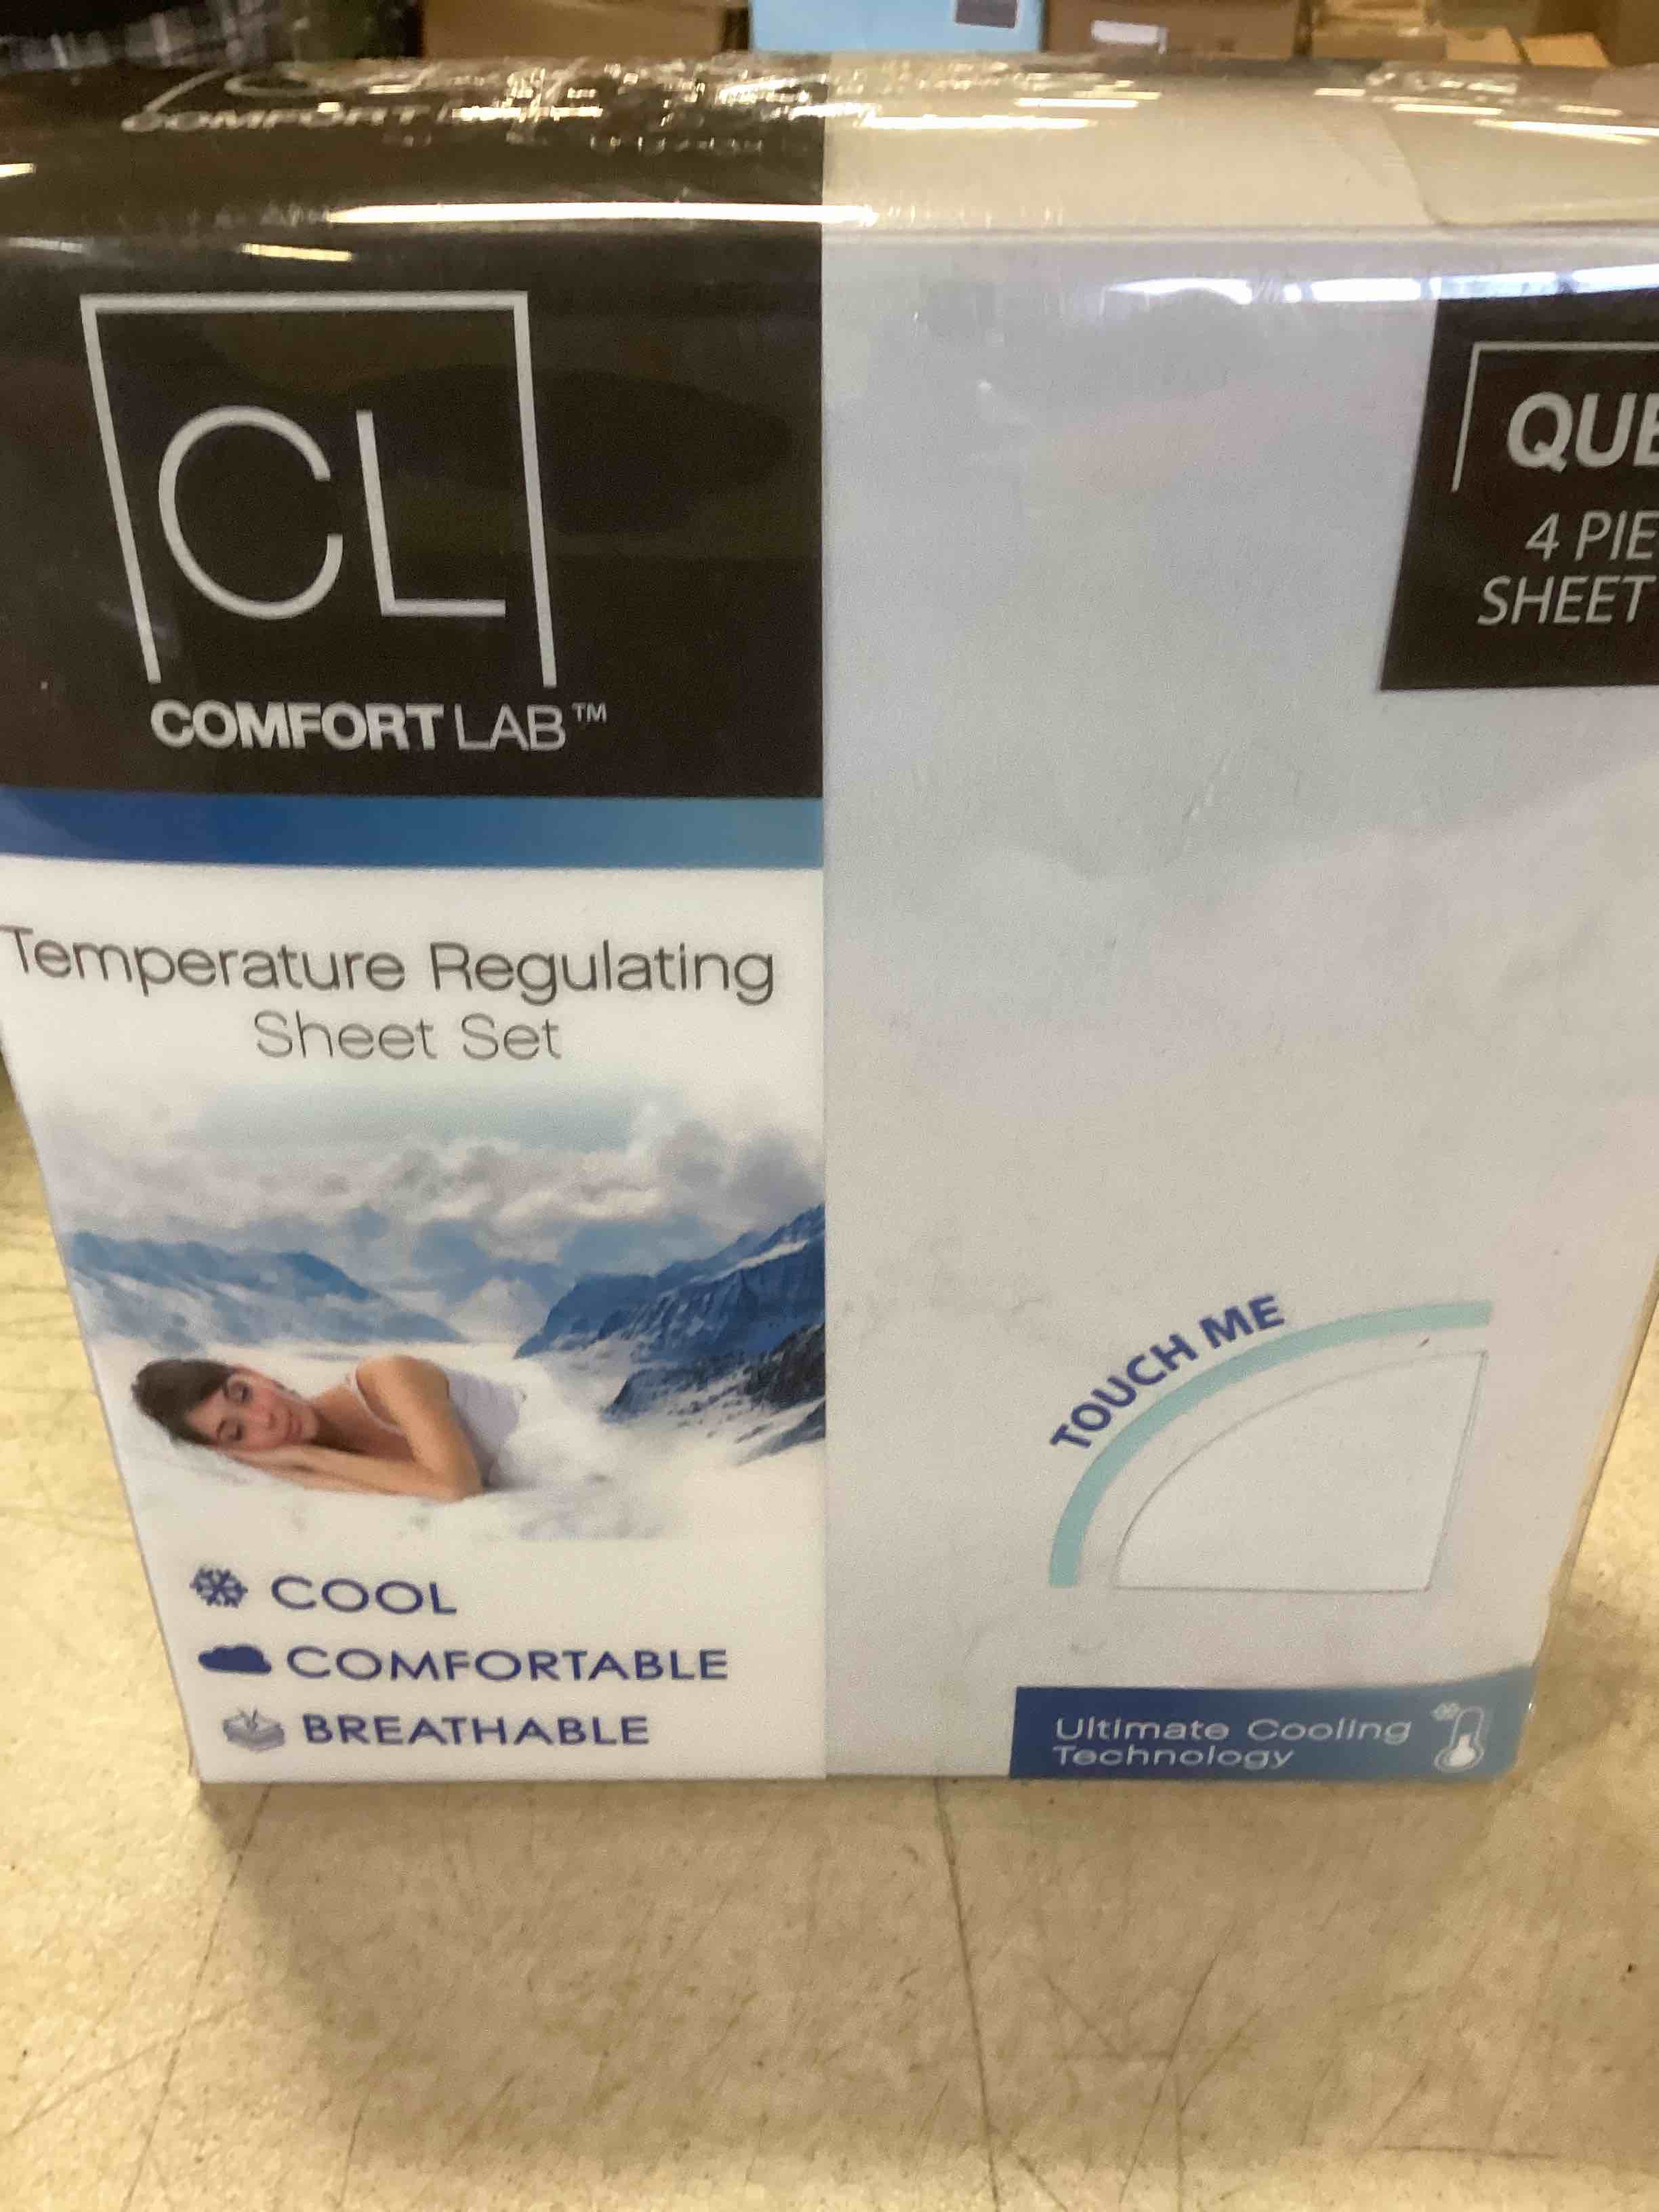 COMFORT
CL
COMFORT LAB™
Temperature Regulating
Sheet Set
COOL
COMFORTABLE
BREATHABLE
QUE
4 PIE
SHEET
TOUCH ME
Ultimate Cooling
Technology